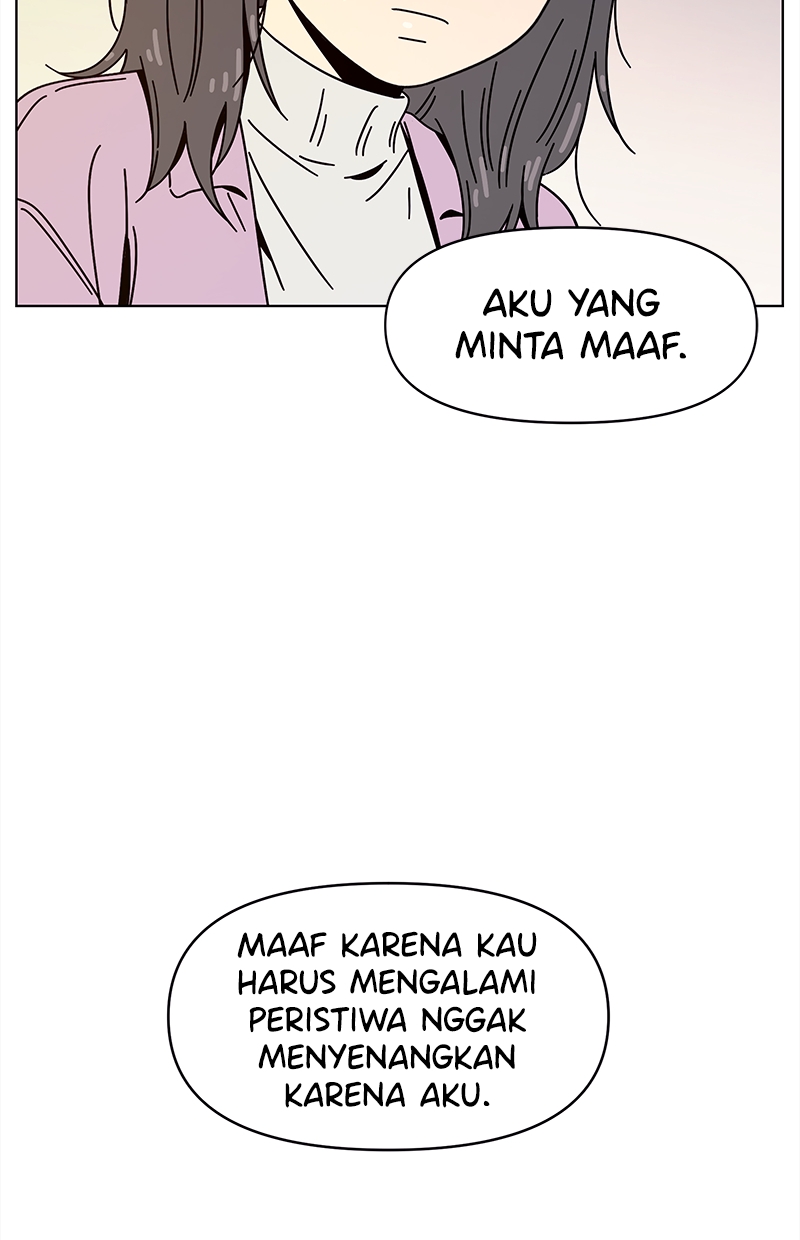 AKU YANG
MINTA MAAF.
MAAF KARENA KAU
HARUS MENGALAMI
PERISTIWA NGGAK
MENYENANGKAN
KARENA AKU.